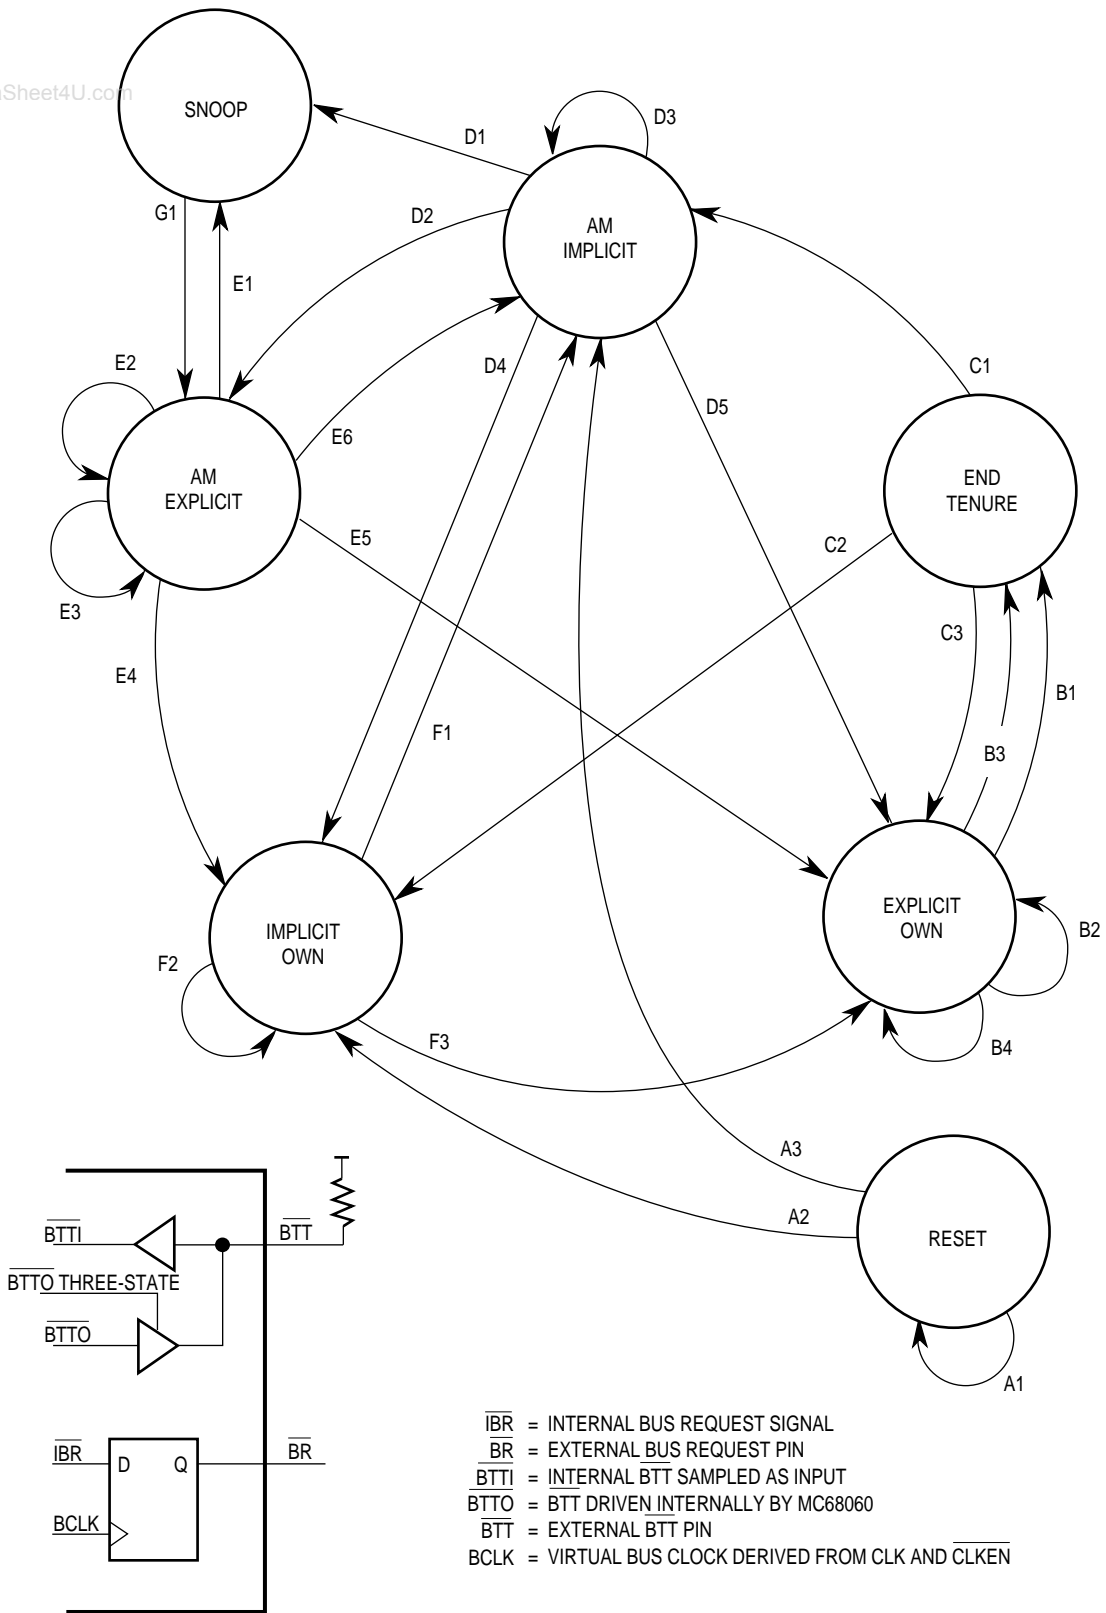 aSheet4U.com
SNOOP
D1
D3
G1
D2
AM
IMPLICIT
E1
E2
D4
C1
D5
E6
AM
EXPLICIT
END
TENURE
E5
C2
E3
C3
E4
B1
F1
B3
EXPLICIT
OWN
IMPLICIT
OWN
B2
F2
F3
B4
A3
A2
RESET
A1
BTTI
BTT
BTTO THREE-STATE
BTTO
IBR
D
Q
BR
BCLK
IBR = INTERNAL BUS REQUEST SIGNAL
BR = EXTERNAL BUS REQUEST PIN
BTTI = INTERNAL BTT SAMPLED AS INPUT
BTTO = BTT DRIVEN INTERNALLY BY MC68060
BTT = EXTERNAL BTT PIN
BCLK = VIRTUAL BUS CLOCK DERIVED FROM CLK AND CLKEN